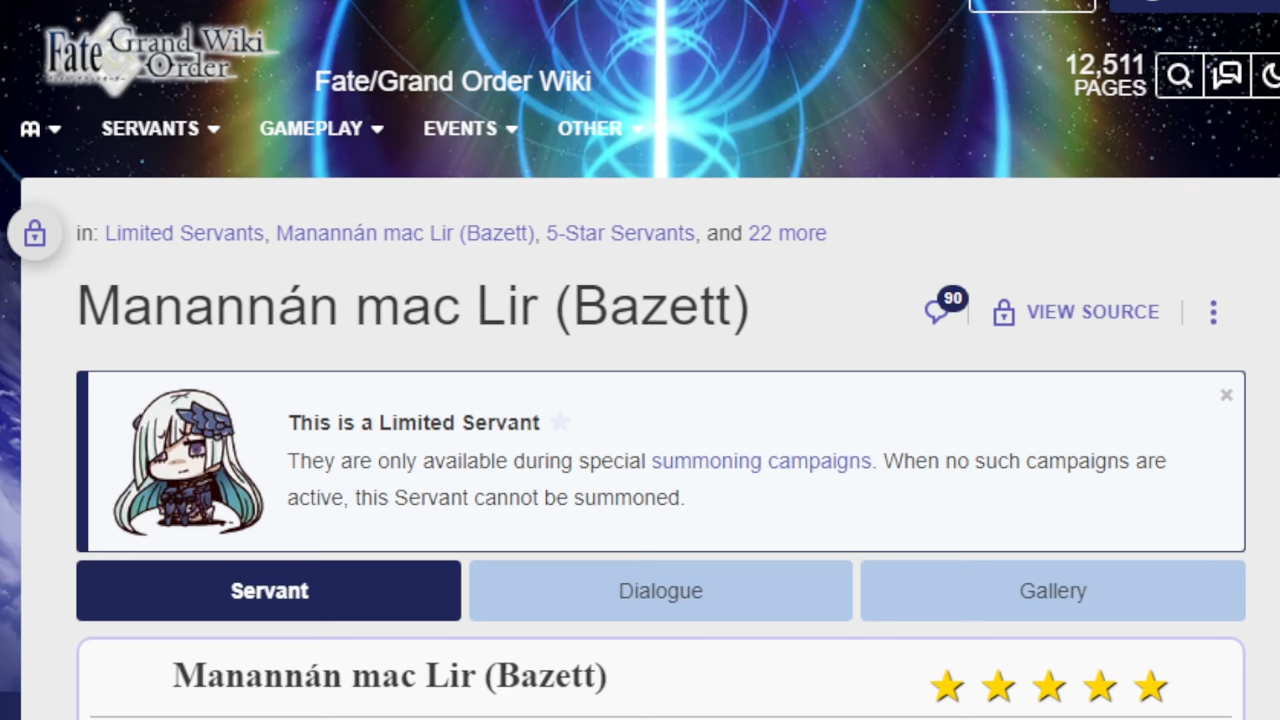 Fate Grand Wiki
Order
Fate/Grand Order Wiki
12,511
PAGES
SERVANTS
GAMEPLAY
EVENTS
OTHER
in: Limited Servants, Manannán mac Lir (Bazett), 5-Star Servants, and 22 more
Manannán mac Lir (Bazett)
90
VIEW SOURCE
This is a Limited Servant
They are only available during special summoning campaigns. When no such campaigns are
active, this Servant cannot be summoned.
Servant
Dialogue
Gallery
Manannán mac Lir (Bazett)